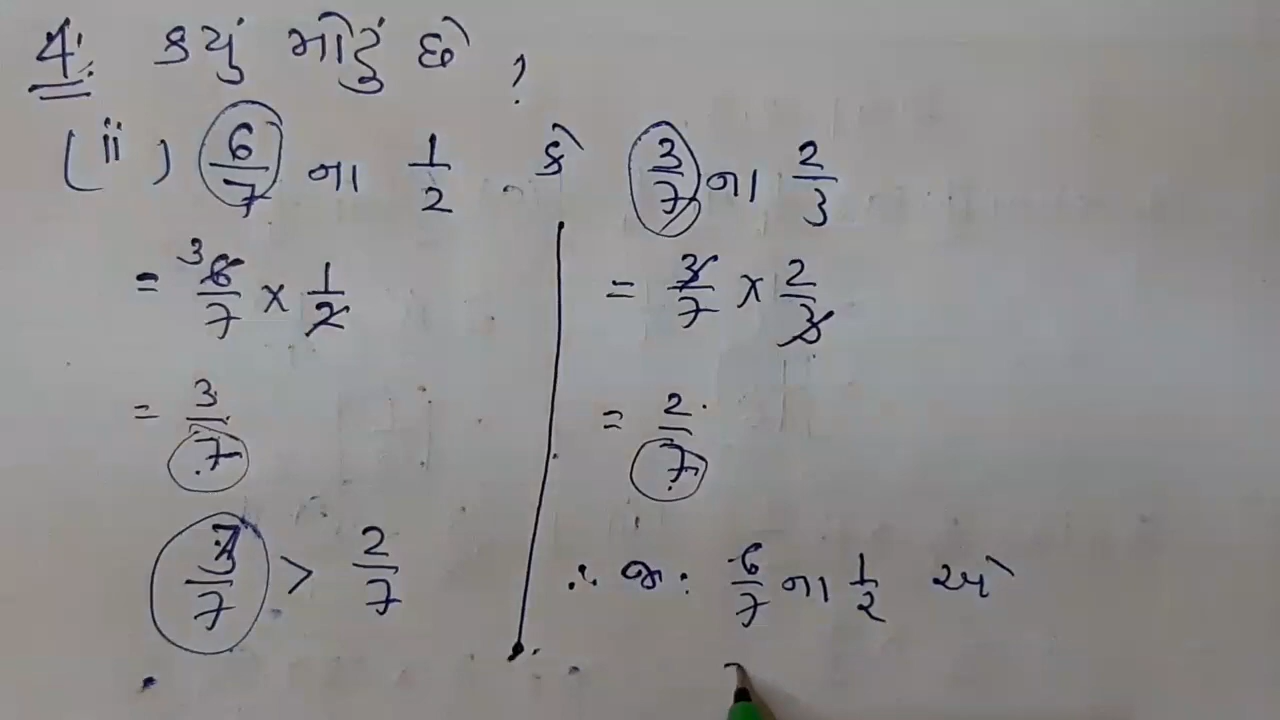 4. કયું મોટું છે ?
(ii) 6/7 ના 1/2 કે 3/7 ના 2/3
= 6/7 × 1/2 3
= 3/7
3/7 > 2/7
= 3/7 × 2/3
= 2/7
∴ જ. 6/7 ના 1/2 એ